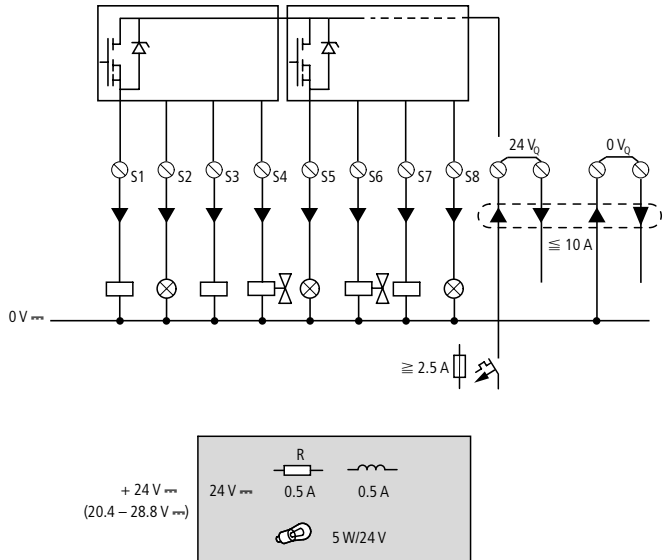 24 VQ 0 VQ
S1 S2 S3 S4 S5 S6 S7 S8
≦ 10 A
0 V ⎓
≧ 2.5 A
R
+ 24 V ⎓ 24 V ⎓ 0.5 A 0.5 A
(20.4 – 28.8 V ⎓)
5 W/24 V